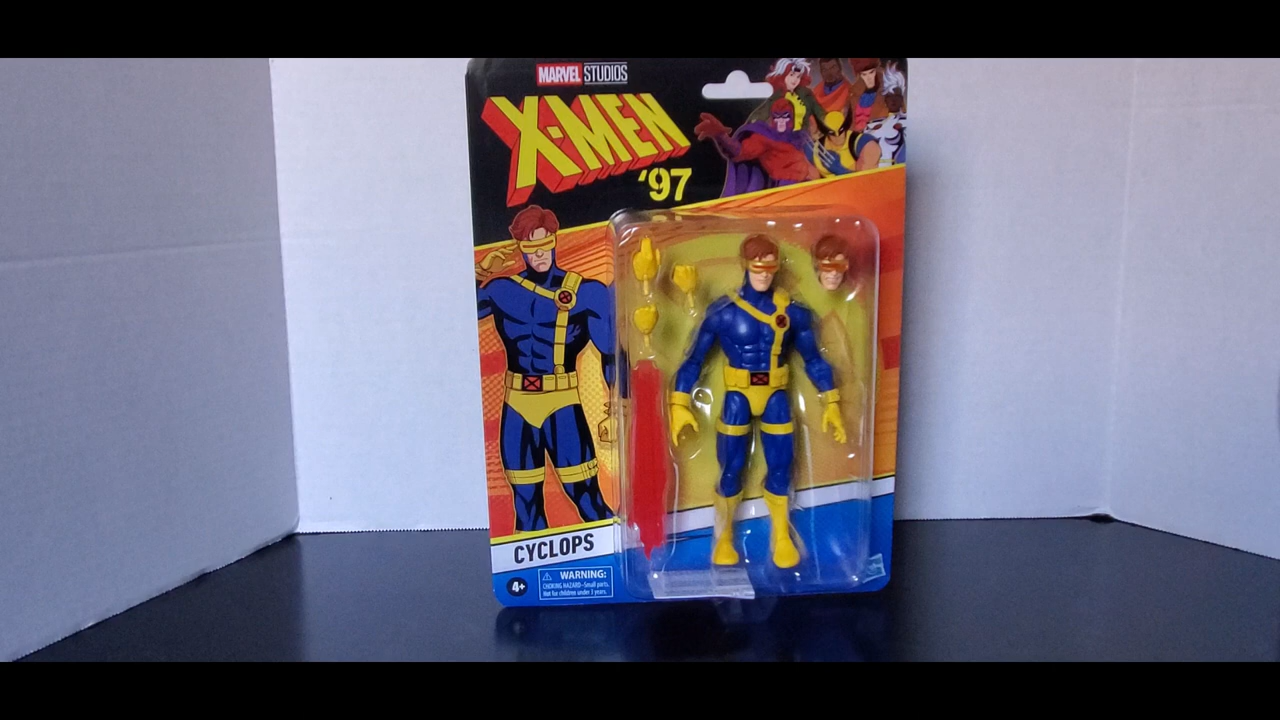 MARVEL STUDIOS
X-MEN
'97
CYCLOPS
4+
WARNING:
CHOKING HAZARD–Small parts.
Not for children under 3 years.